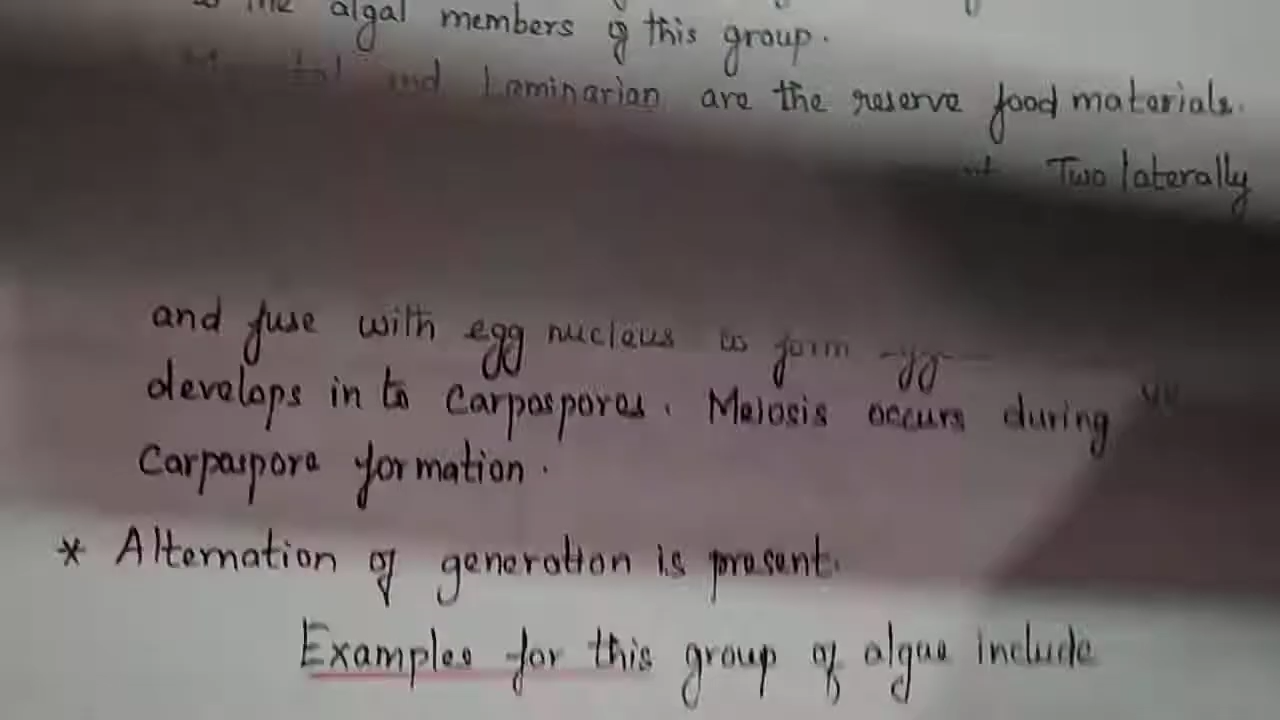 the algal members of this group.
and Laminarian are the reserve food materials.
Two laterally
and fuse with egg nucleus to form
develops in to Carpospores. Meiosis occurs during
Carpospore formation.
* Alternation of generation is present.
Examples for this group of algae include